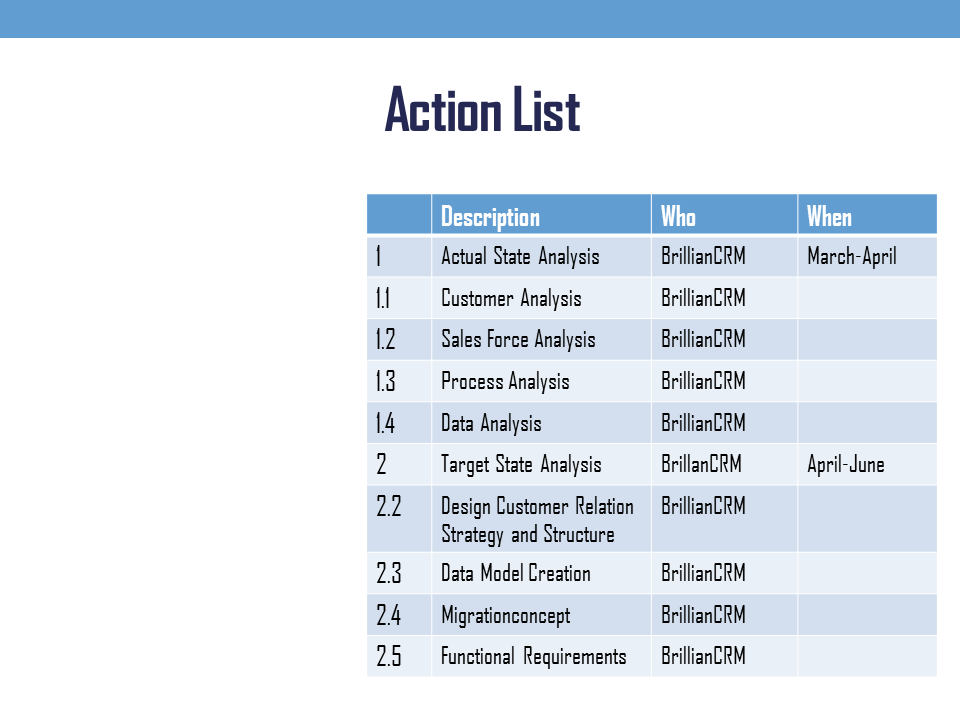 Action List
Description Who When
1 Actual State Analysis BrillianCRM March-April
1.1 Customer Analysis BrillianCRM
1.2 Sales Force Analysis BrillianCRM
1.3 Process Analysis BrillianCRM
1.4 Data Analysis BrillianCRM
2 Target State Analysis BrillanCRM April-June
2.2 Design Customer Relation BrillianCRM
Strategy and Structure
2.3 Data Model Creation BrillianCRM
2.4 Migrationconcept BrillianCRM
2.5 Functional Requirements BrillianCRM